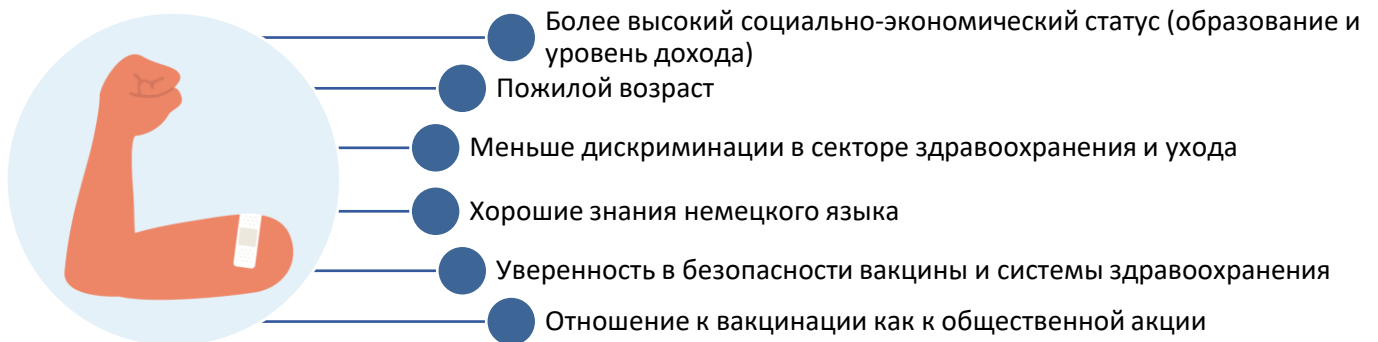 Более высокий социально-экономический статус (образование и
уровень дохода)
Пожилой возраст
Меньше дискриминации в секторе здравоохранения и ухода
Хорошие знания немецкого языка
Уверенность в безопасности вакцины и системы здравоохранения
Отношение к вакцинации как к общественной акции